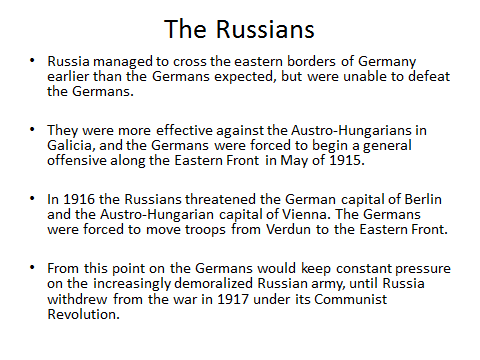 The Russians
• Russia managed to cross the eastern borders of Germany
earlier than the Germans expected, but were unable to defeat
the Germans.
• They were more effective against the Austro-Hungarians in
Galicia, and the Germans were forced to begin a general
offensive along the Eastern Front in May of 1915.
• In 1916 the Russians threatened the German capital of Berlin
and the Austro-Hungarian capital of Vienna. The Germans
were forced to move troops from Verdun to the Eastern Front.
• From this point on the Germans would keep constant pressure
on the increasingly demoralized Russian army, until Russia
withdrew from the war in 1917 under its Communist
Revolution.